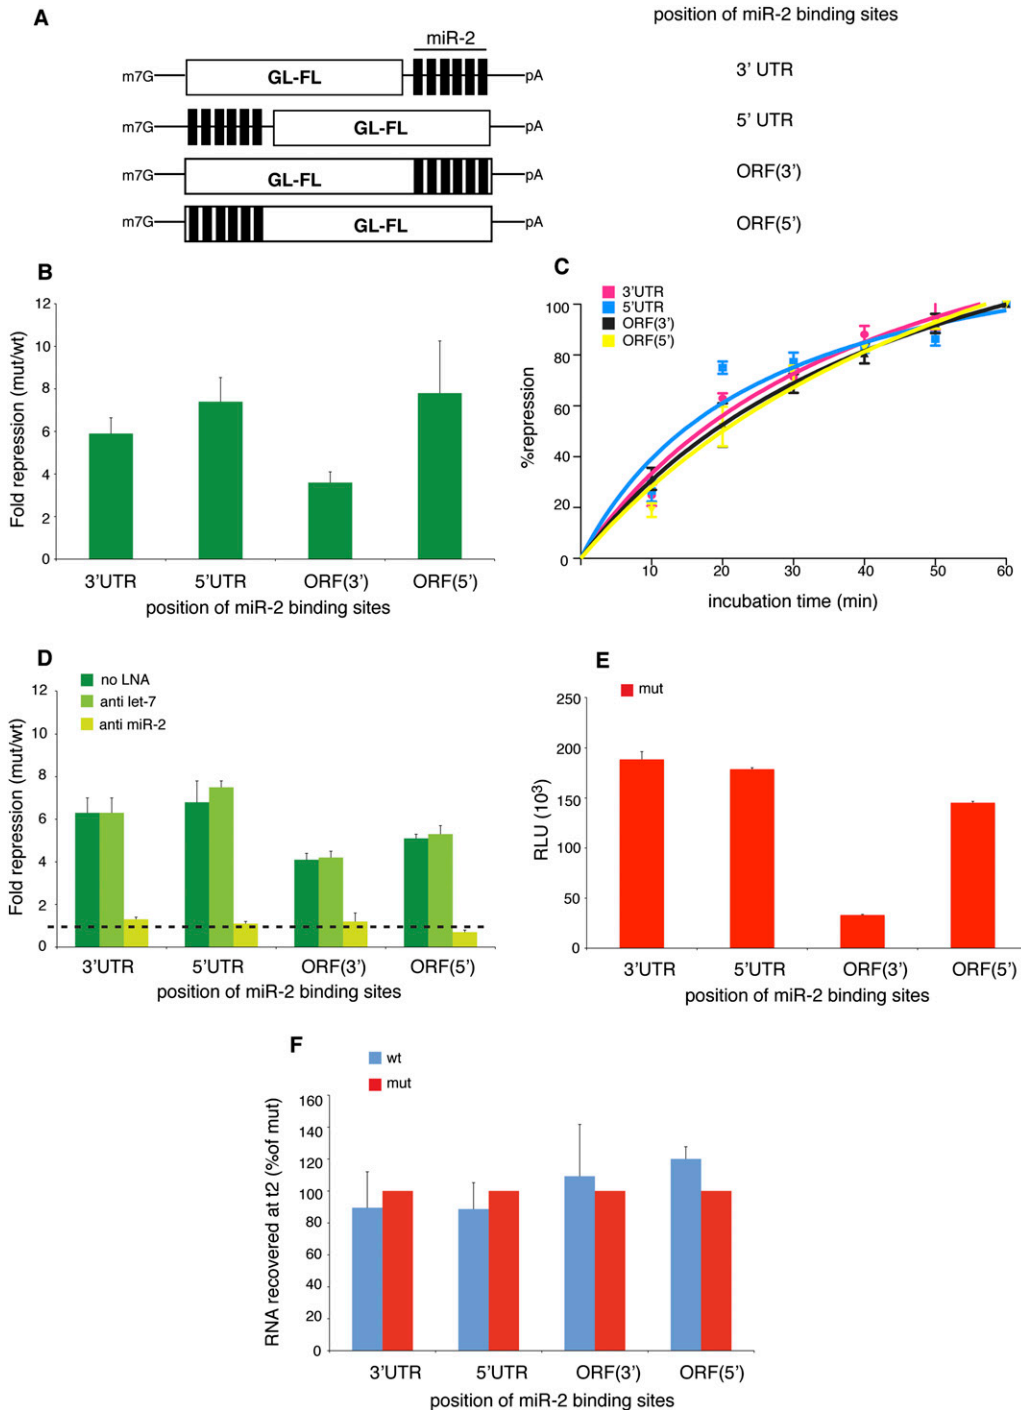 A
position of miR-2 binding sites
miR-2
m7G GL-FL pA 3' UTR
m7G GL-FL pA 5' UTR
m7G GL-FL pA ORF(3')
m7G GL-FL pA ORF(5')
B
12
10
8
6
4
2
0
Fold repression (mut/wt)
3'UTR 5'UTR ORF(3') ORF(5')
position of miR-2 binding sites
C
3'UTR
5'UTR
ORF(3')
ORF(5')
100
80
60
40
20
0
%repression
10 20 30 40 50 60
incubation time (min)
D
no LNA
anti let-7
anti miR-2
12
10
8
6
4
2
0
Fold repression (mut/wt)
3'UTR 5'UTR ORF(3') ORF(5')
position of miR-2 binding sites
E
mut
250
200
150
100
50
0
RLU (10³)
3'UTR 5'UTR ORF(3') ORF(5')
position of miR-2 binding sites
F
wt
mut
160
140
120
100
80
60
40
20
0
RNA recovered at t2 (%of mut)
3'UTR 5'UTR ORF(3') ORF(5')
position of miR-2 binding sites